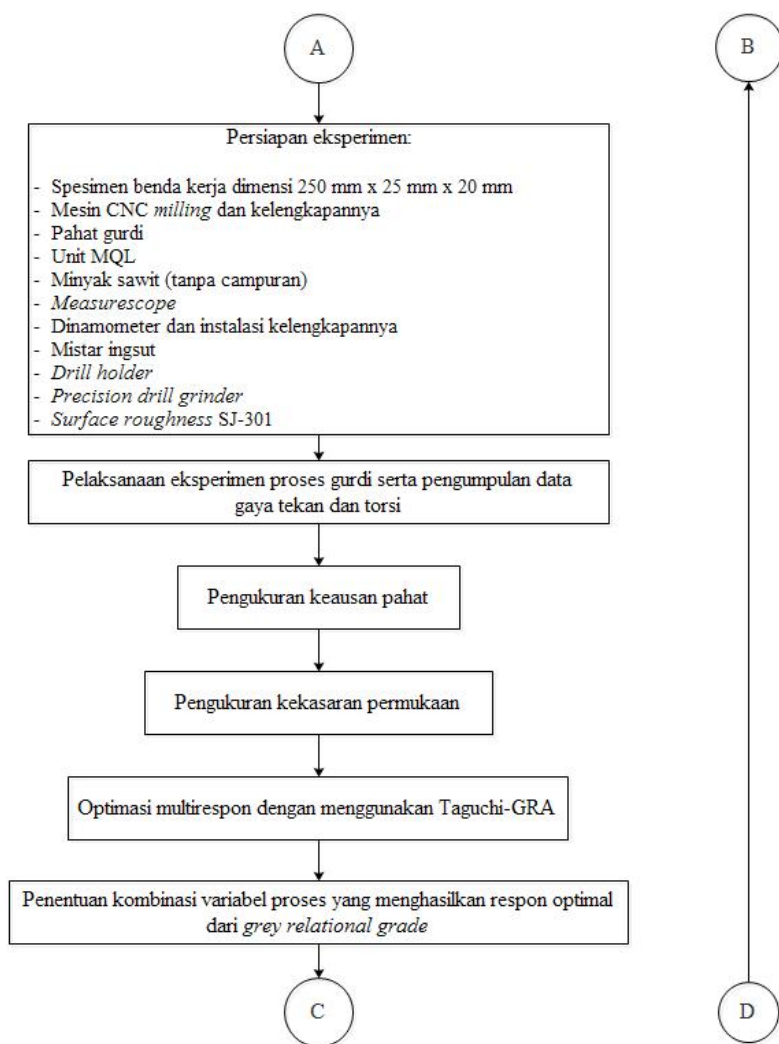 A
B
Persiapan eksperimen:
- Spesimen benda kerja dimensi 250 mm x 25 mm x 20 mm
- Mesin CNC milling dan kelengkapannya
- Pahat gurdi
- Unit MQL
- Minyak sawit (tanpa campuran)
- Measurescope
- Dinamometer dan instalasi kelengkapannya
- Mistar ingsut
- Drill holder
- Precision drill grinder
- Surface roughness SJ-301
Pelaksanaan eksperimen proses gurdi serta pengumpulan data
gaya tekan dan torsi
Pengukuran keausan pahat
Pengukuran kekasaran permukaan
Optimasi multirespon dengan menggunakan Taguchi-GRA
Penentuan kombinasi variabel proses yang menghasilkan respon optimal
dari grey relational grade
C
D